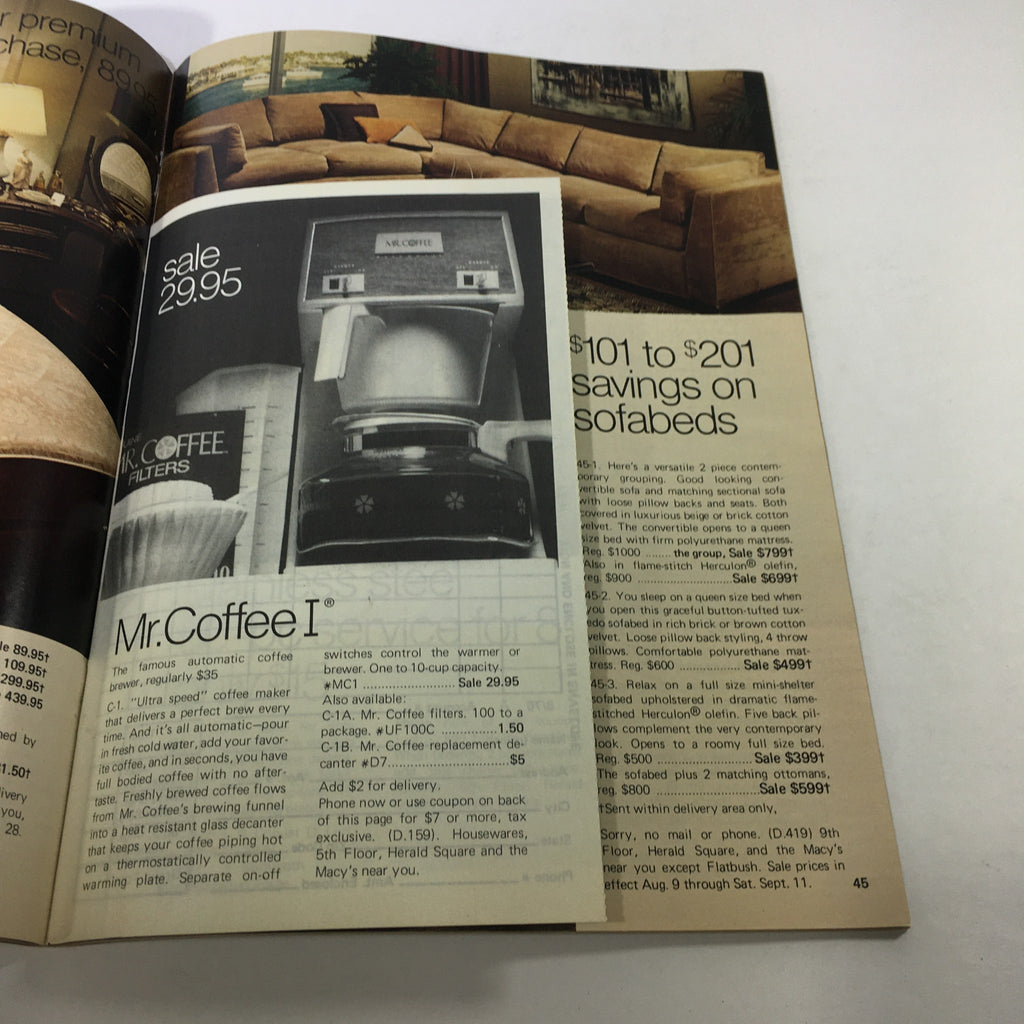 r premium
chase, 89.95
le 89.95†
109.95†
299.95†
439.95
ned by
1.50†
ivery
you,
28.
sale
29.95
MR. COFFEE
MR. COFFEE
FILTERS
Mr.Coffee I®
The famous automatic coffee
brewer, regularly $35
C-1. "Ultra speed" coffee maker
that delivers a perfect brew every
time. And it's all automatic—pour
in fresh cold water, add your favor-
ite coffee, and in seconds, you have
full bodied coffee with no after-
taste. Freshly brewed coffee flows
from Mr. Coffee's brewing funnel
into a heat resistant glass decanter
that keeps your coffee piping hot
on a thermostatically controlled
warming plate. Separate on-off
switches control the warmer or
brewer. One to 10-cup capacity.
#MC1 ........................ Sale 29.95
Also available:
C-1A. Mr. Coffee filters. 100 to a
package. #UF100C ..............1.50
C-1B. Mr. Coffee replacement de-
canter #D7..............................$5
Add $2 for delivery.
Phone now or use coupon on back
of this page for $7 or more, tax
exclusive. (D.159). Housewares,
5th Floor, Herald Square and the
Macy's near you.
$101 to $201
savings on
sofabeds
45-1. Here's a versatile 2 piece contem-
porary grouping. Good looking con-
vertible sofa and matching sectional sofa
with loose pillow backs and seats. Both
covered in luxurious beige or brick cotton
velvet. The convertible opens to a queen
size bed with firm polyurethane mattress.
Reg. $1000 ........ the group, Sale $799†
Also in flame-stitch Herculon® olefin,
reg. $900 ..........................Sale $699†
45-2. You sleep on a queen size bed when
you open this graceful button-tufted tux-
edo sofabed in rich brick or brown cotton
velvet. Loose pillow back styling, 4 throw
pillows. Comfortable polyurethane mat-
tress. Reg. $600 ................ Sale $499†
45-3. Relax on a full size mini-shelter
sofabed upholstered in dramatic flame-
stitched Herculon® olefin. Five back pil-
lows complement the very contemporary
look. Opens to a roomy full size bed.
Reg. $500 ........................... Sale $399†
The sofabed plus 2 matching ottomans,
reg. $800 ............................Sale $599†
†Sent within delivery area only,
Sorry, no mail or phone. (D.419) 9th
Floor, Herald Square, and the Macy's
near you except Flatbush. Sale prices in
effect Aug. 9 through Sat. Sept. 11.
45